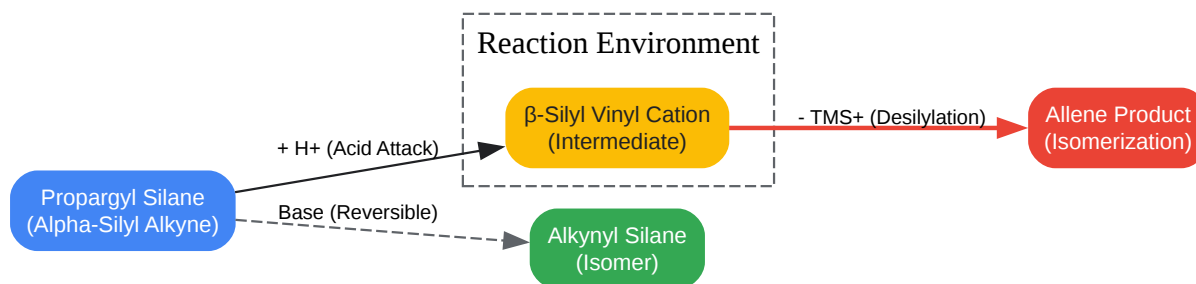 Reaction Environment
β-Silyl Vinyl Cation
(Intermediate)
- TMS+ (Desilylation)
Allene Product
(Isomerization)
+ H+ (Acid Attack)
Propargyl Silane
(Alpha-Silyl Alkyne)
Base (Reversible)
Alkynyl Silane
(Isomer)